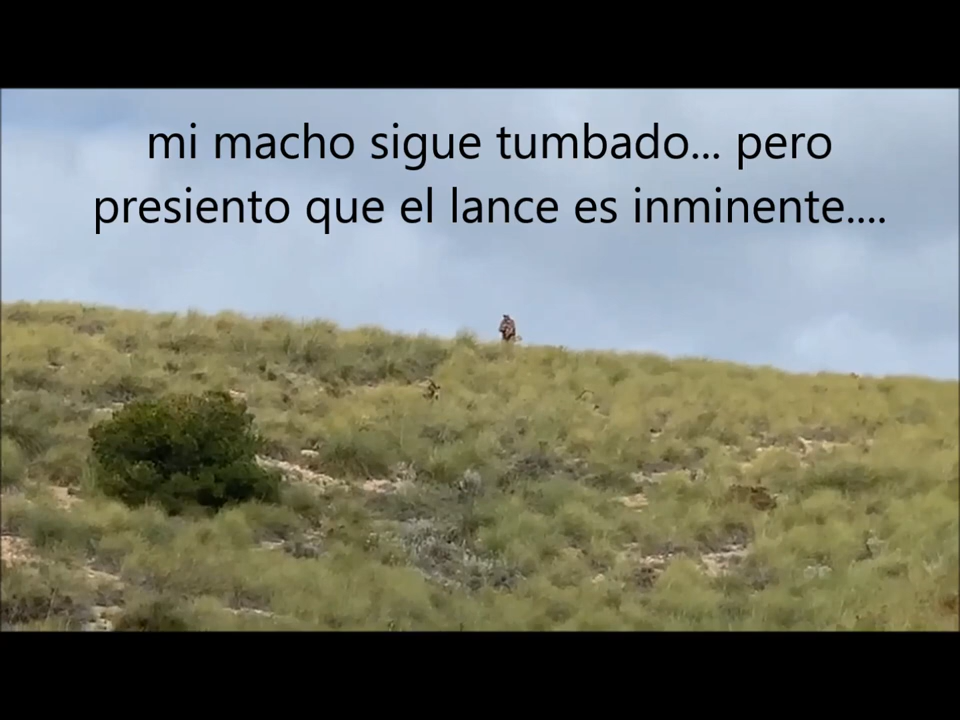 mi macho sigue tumbado... pero
presiento que el lance es inminente....